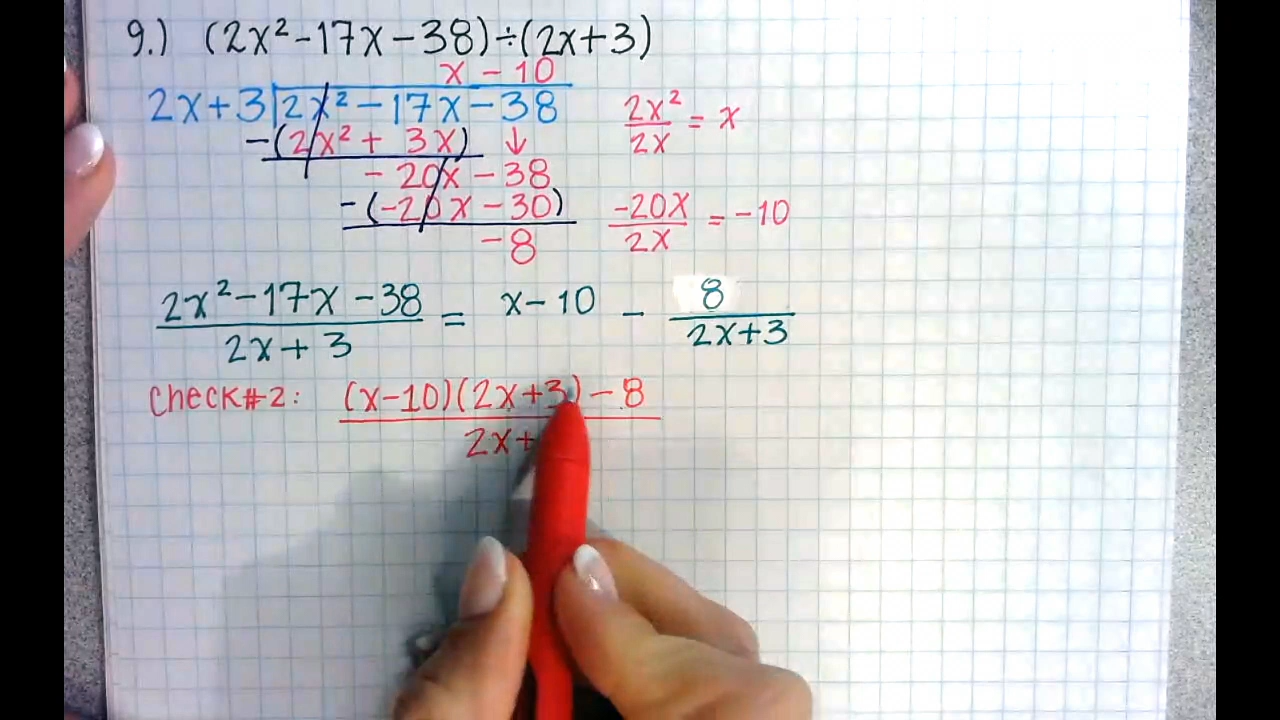 9.) (2x²-17x-38)÷(2x+3)
x - 10
2x+3 2x² - 17x - 38
-(2x² + 3x) ↓
- 20x - 38
-(-20x - 30)
- 8
2x²/2x = x
-20x/2x = -10
2x²-17x-38/2x+3 = x-10 - 8/2x+3
check#2: (x-10)(2x+3)-8
2x+